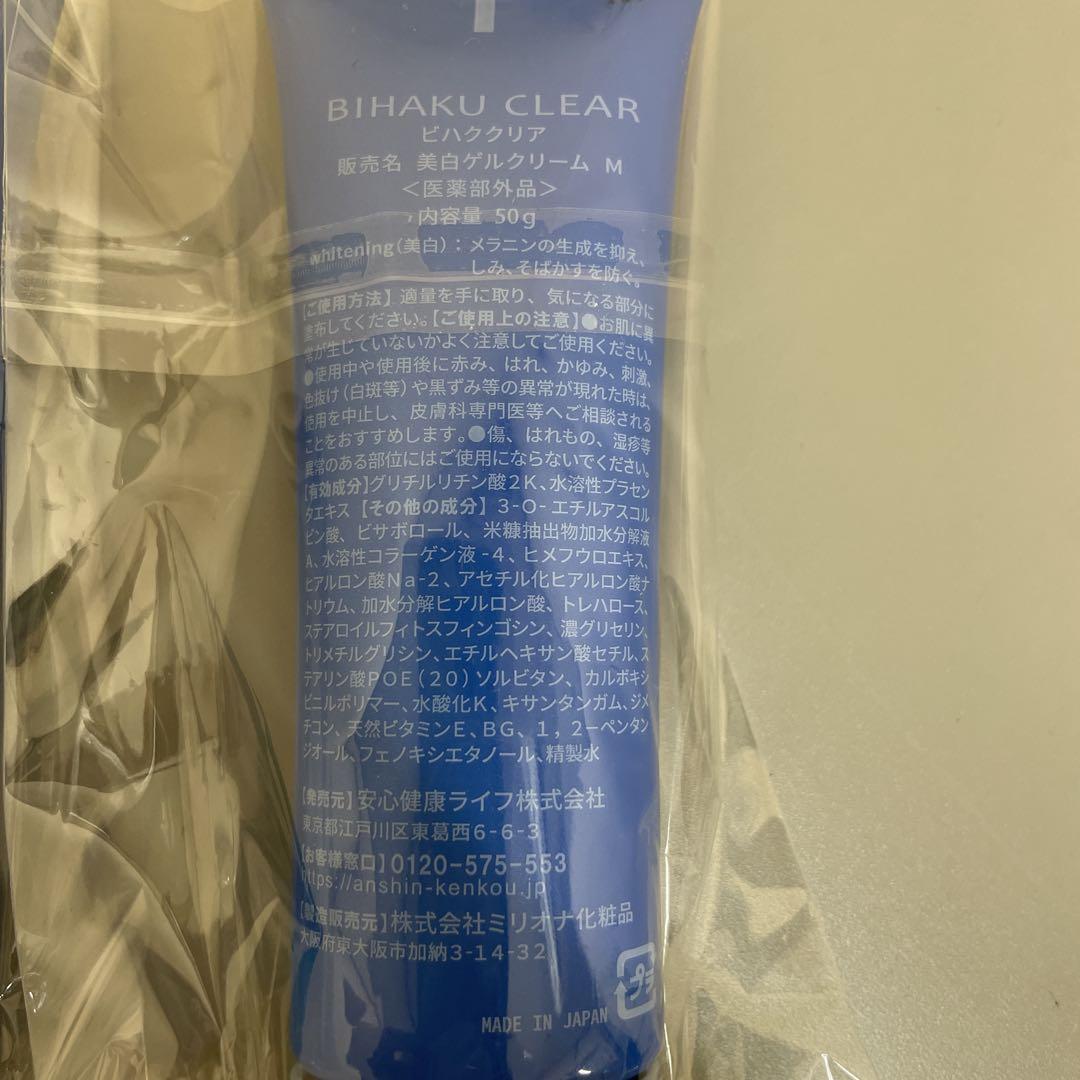 BIHAKU CLEAR
ビハククリア
販売名 美白ゲルクリーム M
＜医薬部外品＞
内容量 50g
whitening(美白)：メラニンの生成を抑え、
しみ、そばかすを防ぐ。
【ご使用方法】適量を手に取り、気になる部分に
塗布してください。【ご使用上の注意】●お肌に異
常が生じていないかよく注意してご使用ください。
●使用中や使用後に赤み、はれ、かゆみ、刺激、
色抜け(白斑等)や黒ずみ等の異常が現れた時は、
使用を中止し、皮膚科専門医等へご相談される
ことをおすすめします。●傷、はれもの、湿疹等
異常のある部位にはご使用にならないでください。
【有効成分】グリチルリチン酸2K、水溶性プラセン
タエキス【その他の成分】3-O-エチルアスコル
ビン酸、ビサボロール、米糠抽出物加水分解液
A、水溶性コラーゲン液-4、ヒメフウロエキス、
ヒアルロン酸Na-2、アセチル化ヒアルロン酸ナ
トリウム、加水分解ヒアルロン酸、トレハロース、
ステアロイルフィトスフィンゴシン、濃グリセリン、
トリメチルグリシン、エチルヘキサン酸セチル、ス
テアリン酸POE(20)ソルビタン、カルボキシ
ビニルポリマー、水酸化K、キサンタンガム、ジメ
チコン、天然ビタミンE、BG、1，2－ペンタン
ジオール、フェノキシエタノール、精製水
【発売元】安心健康ライフ株式会社
東京都江戸川区東葛西6-6-3
【お客様窓口】0120-575-553
https://anshin-kenkou.jp
【製造販売元】株式会社ミリオナ化粧品
大阪府東大阪市加納3-14-32
プラ
MADE IN JAPAN